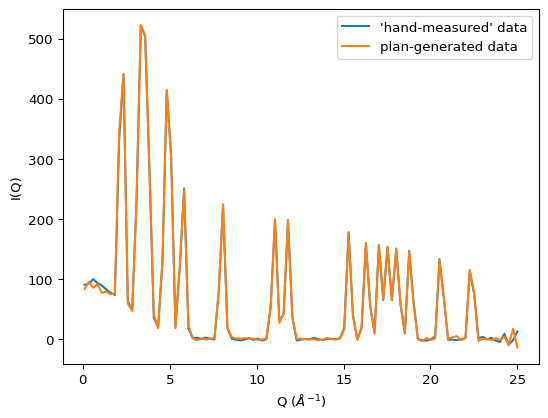 'hand-measured' data
plan-generated data
500
400
300
200
100
0
I(Q)
0 5 10 15 20 25
Q (Å⁻¹)